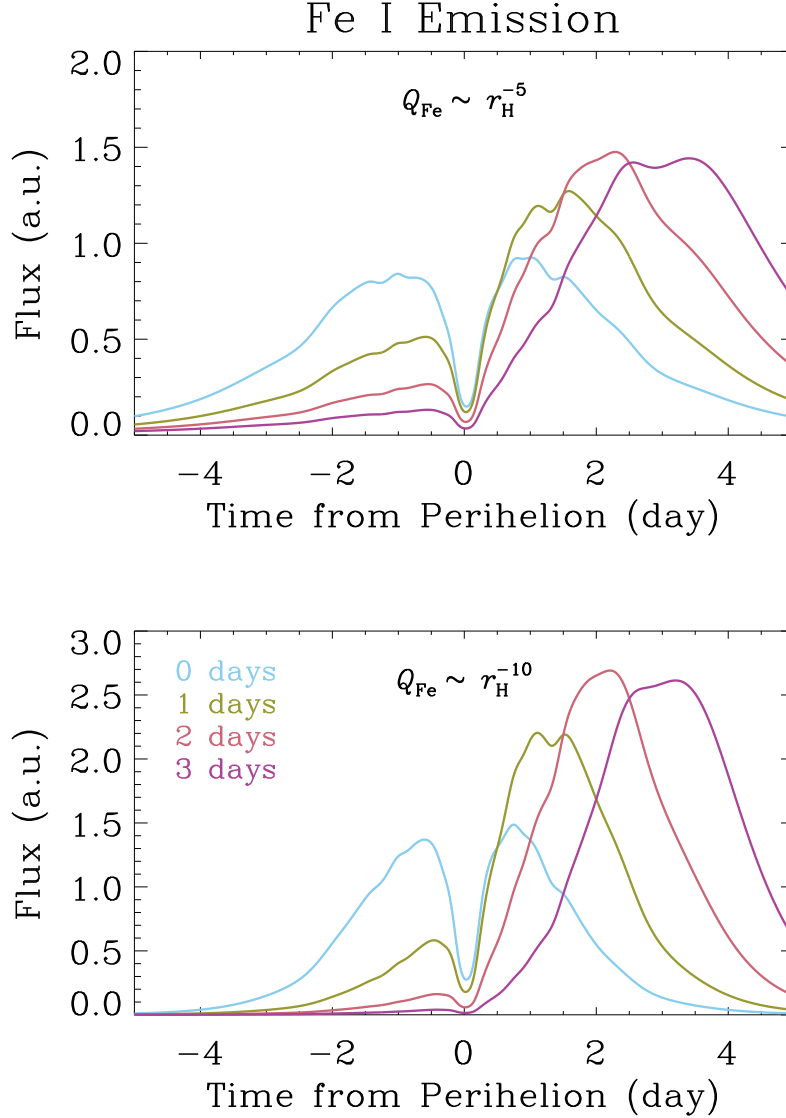 Fe I Emission
2.0
Q_Fe ~ r_H^-5
1.5
1.0
0.5
0.0
Flux (a.u.)
−4 −2 0 2 4
Time from Perihelion (day)
3.0
0 days
Q_Fe ~ r_H^-10
2.5
1 days
2 days
3 days
2.0
1.5
1.0
0.5
0.0
Flux (a.u.)
−4 −2 0 2 4
Time from Perihelion (day)